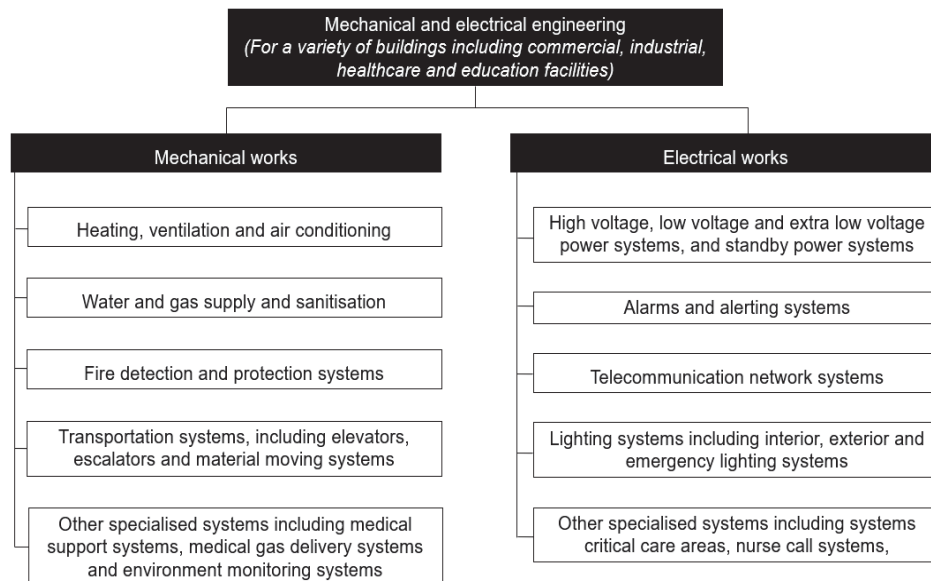 Mechanical and electrical engineering
(For a variety of buildings including commercial, industrial,
healthcare and education facilities)
Mechanical works
Heating, ventilation and air conditioning
Water and gas supply and sanitisation
Fire detection and protection systems
Transportation systems, including elevators,
escalators and material moving systems
Other specialised systems including medical
support systems, medical gas delivery systems
and environment monitoring systems
Electrical works
High voltage, low voltage and extra low voltage
power systems, and standby power systems
Alarms and alerting systems
Telecommunication network systems
Lighting systems including interior, exterior and
emergency lighting systems
Other specialised systems including systems
critical care areas, nurse call systems,